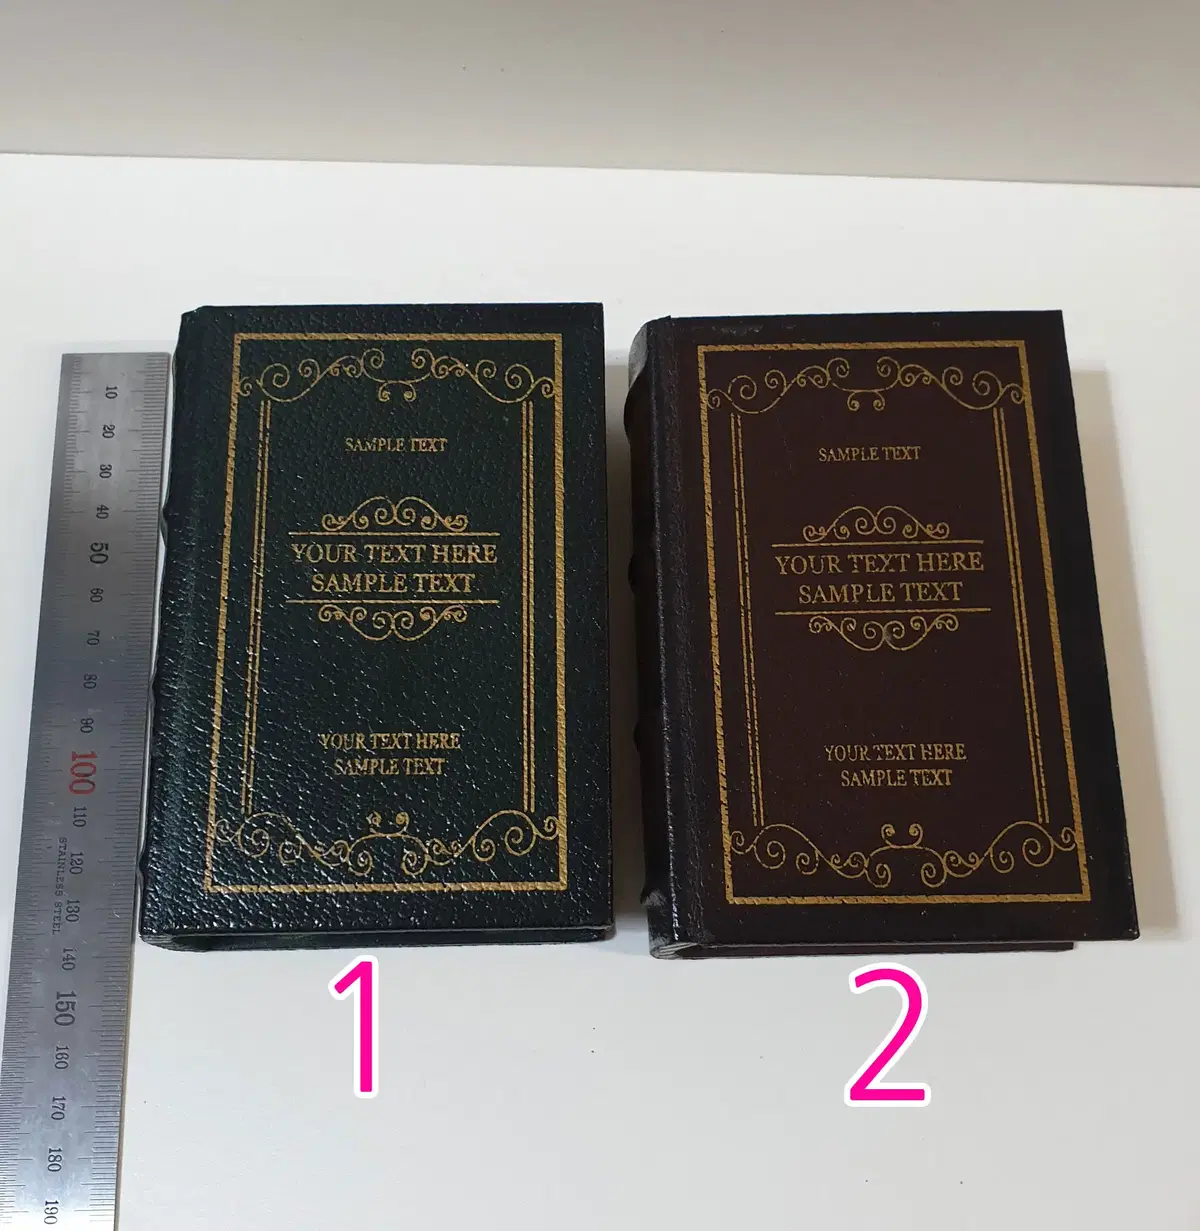 10
20
30
40
50
60
70
80
90
100
110
120
130
140
150
160
170
180
190
STAINLESS STEEL
SAMPLE TEXT
YOUR TEXT HERE
SAMPLE TEXT
YOUR TEXT HERE
SAMPLE TEXT
1
SAMPLE TEXT
YOUR TEXT HERE
SAMPLE TEXT
YOUR TEXT HERE
SAMPLE TEXT
2